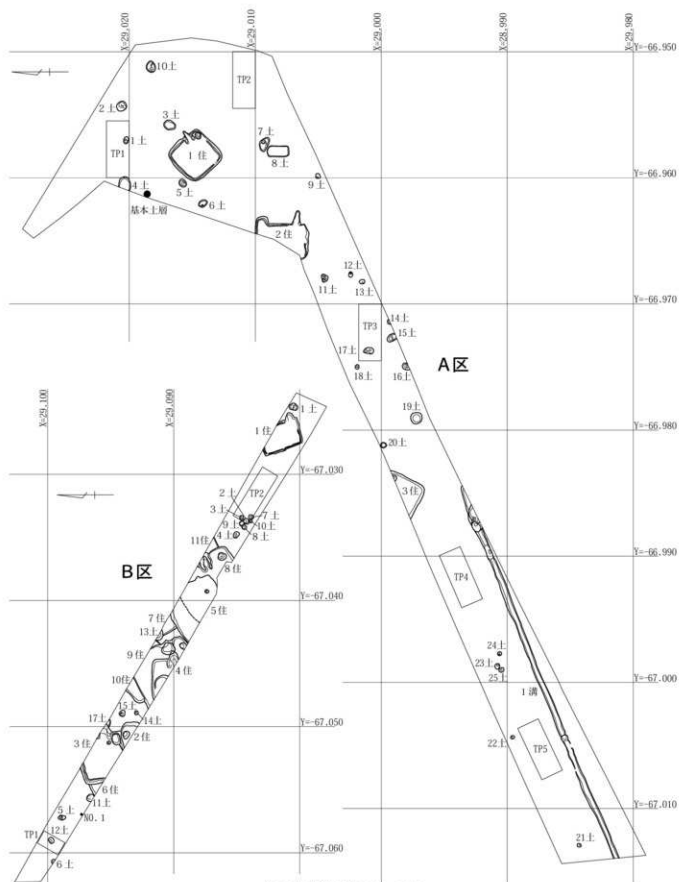 X=29.020
X=29.010
X=29.000
X=28.990
X=29.980
Y=-66.950
10土
TP2
2土
3土
7土
TP1
1土
1住
8土
Y=-66.960
4土
5土
9土
基本土層
6土
2住
12土
11土
13土
Y=-66.970
TP3
14土
15土
17土
A区
18土
16土
X=29.100
X=29.090
19土
1土
Y=-66.980
1住
20土
Y=-67.030
TP2
3住
2土
3土
7土
9土
10土
4土
8土
11住
Y=-66.990
8住
B区
TP4
5住
Y=-67.040
7住
13土
24土
9住
23土
4住
25土
Y=-67.000
10住
1溝
15土
17土
14土
22土
Y=-67.050
3住
2住
TP5
6住
11土
5土
NO.1
Y=-67.010
TP1
12土
21土
6土
Y=-67.060